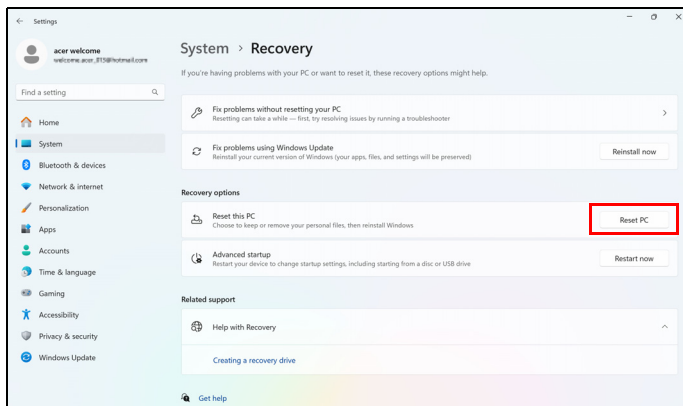 Settings
acer welcome
welcome.acer_815@hotmail.com
Find a setting
Home
System
Bluetooth & devices
Network & internet
Personalization
Apps
Accounts
Time & language
Gaming
Accessibility
Privacy & security
Windows Update
System > Recovery
If you're having problems with your PC or want to reset it, these recovery options might help.
Fix problems without resetting your PC
Resetting can take a while — first, try resolving issues by running a troubleshooter
Fix problems using Windows Update
Reinstall your current version of Windows (your apps, files, and settings will be preserved)
Reinstall now
Recovery options
Reset this PC
Choose to keep or remove your personal files, then reinstall Windows
Reset PC
Advanced startup
Restart your device to change startup settings, including starting from a disc or USB drive
Restart now
Related support
Help with Recovery
Creating a recovery drive
Get help